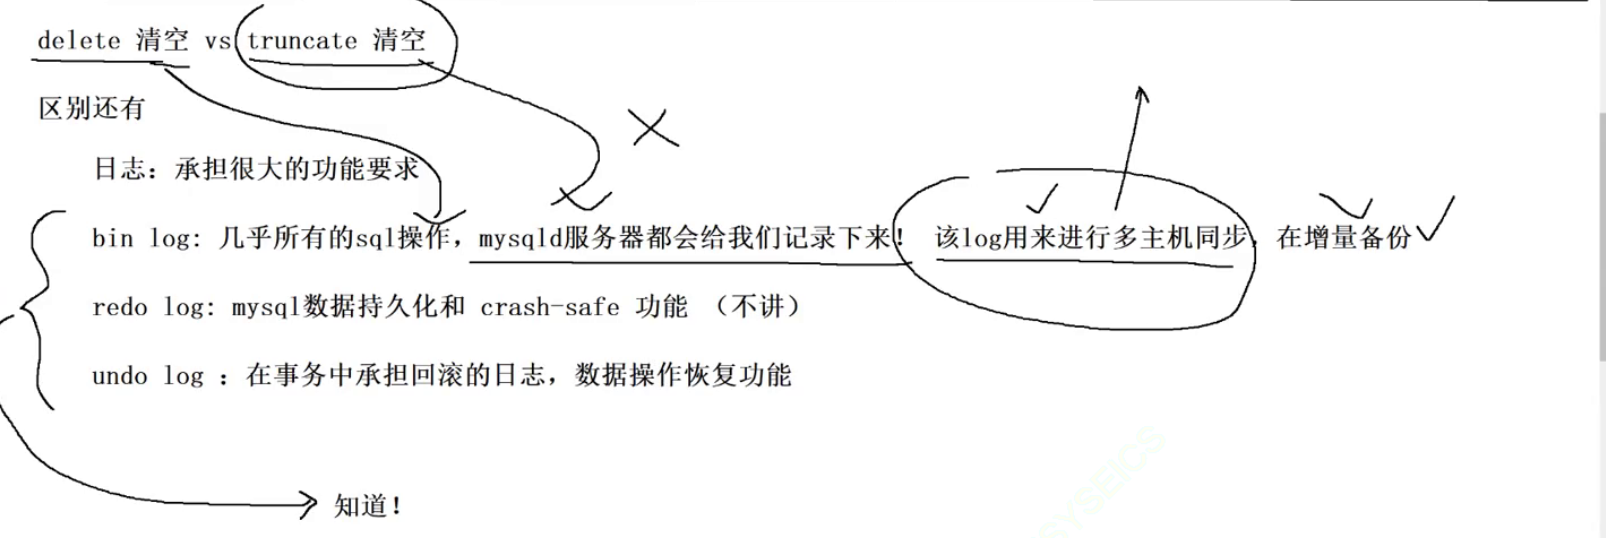 delete 清空 vs truncate 清空
区别还有
日志：承担很大的功能要求
bin log: 几乎所有的sql操作，mysqld服务器都会给我们记录下来！ 该log用来进行多主机同步，在增量备份
redo log: mysql数据持久化和 crash-safe 功能 （不讲）
undo log ：在事务中承担回滚的日志，数据操作恢复功能
知道！